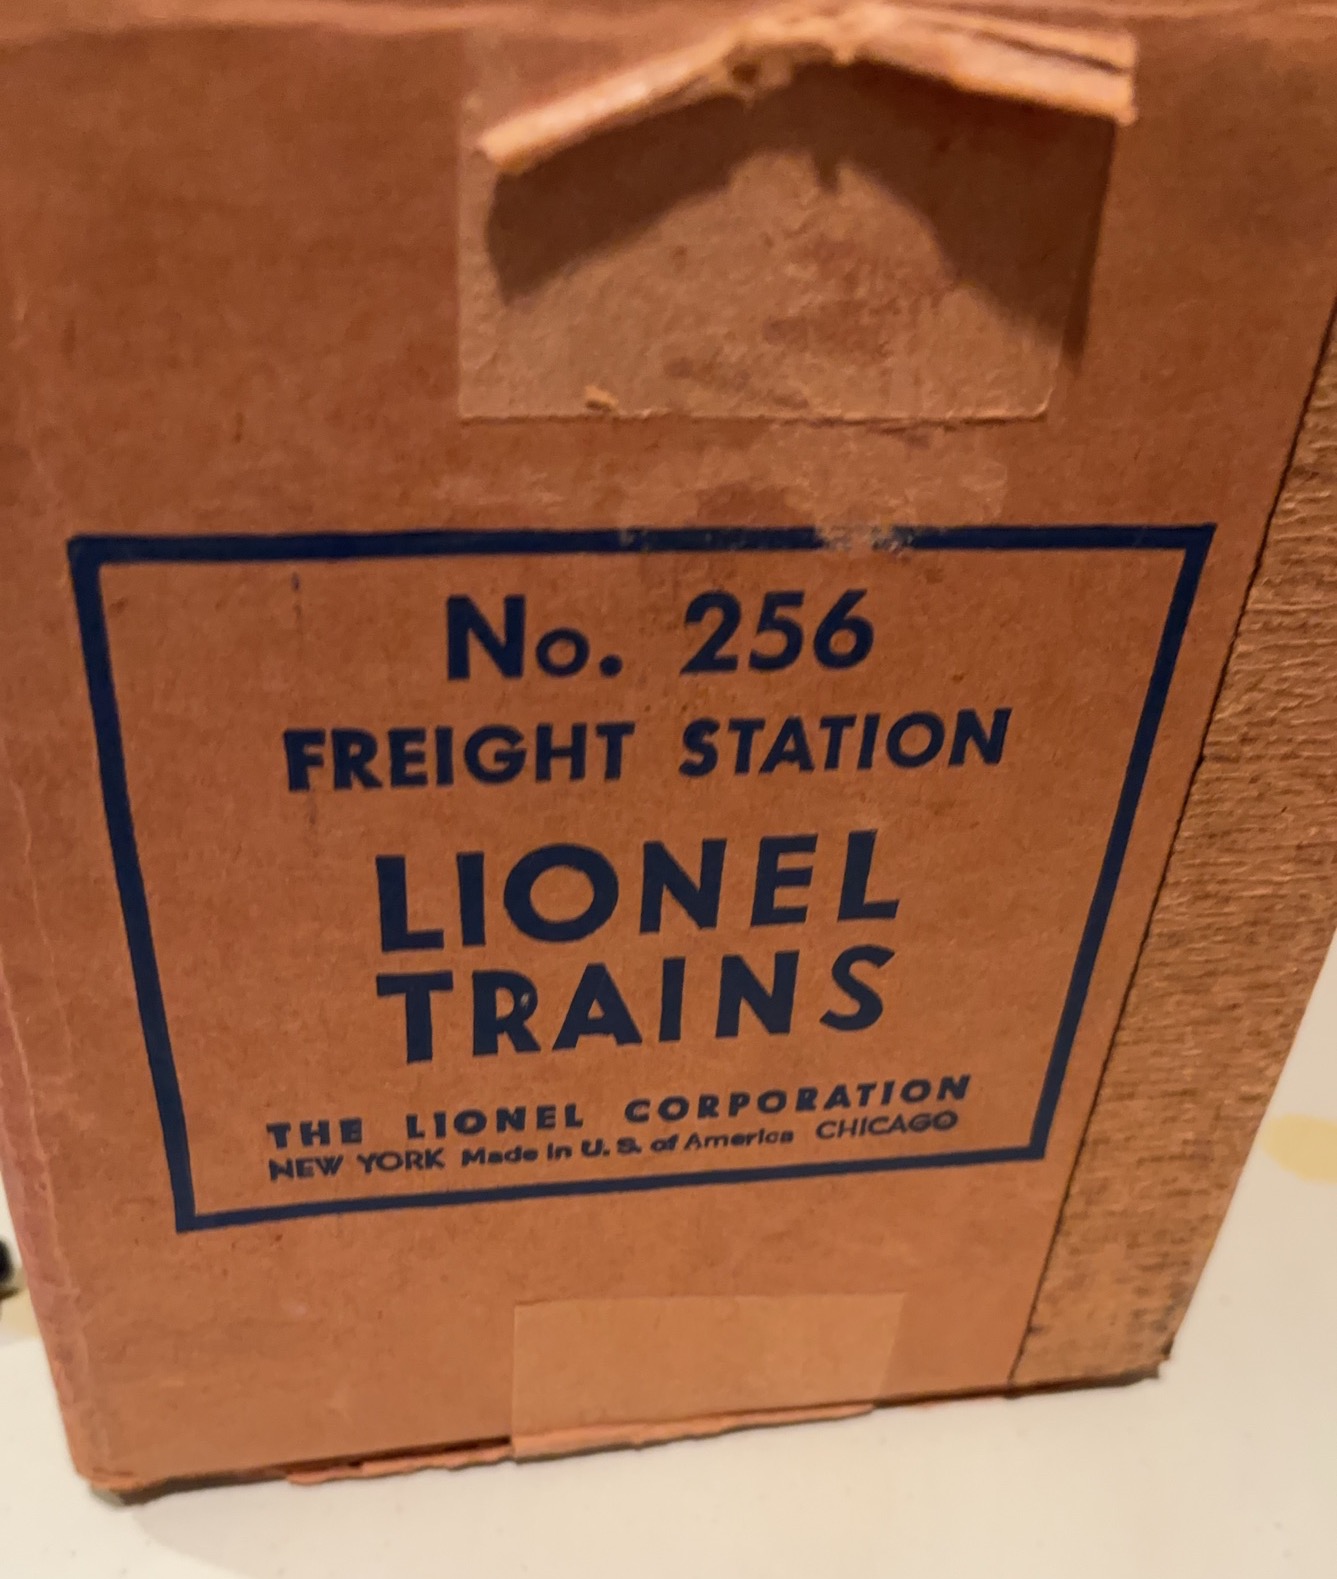 No. 256
FREIGHT STATION
LIONEL
TRAINS
THE LIONEL CORPORATION
NEW YORK Made in U. S. of America CHICAGO